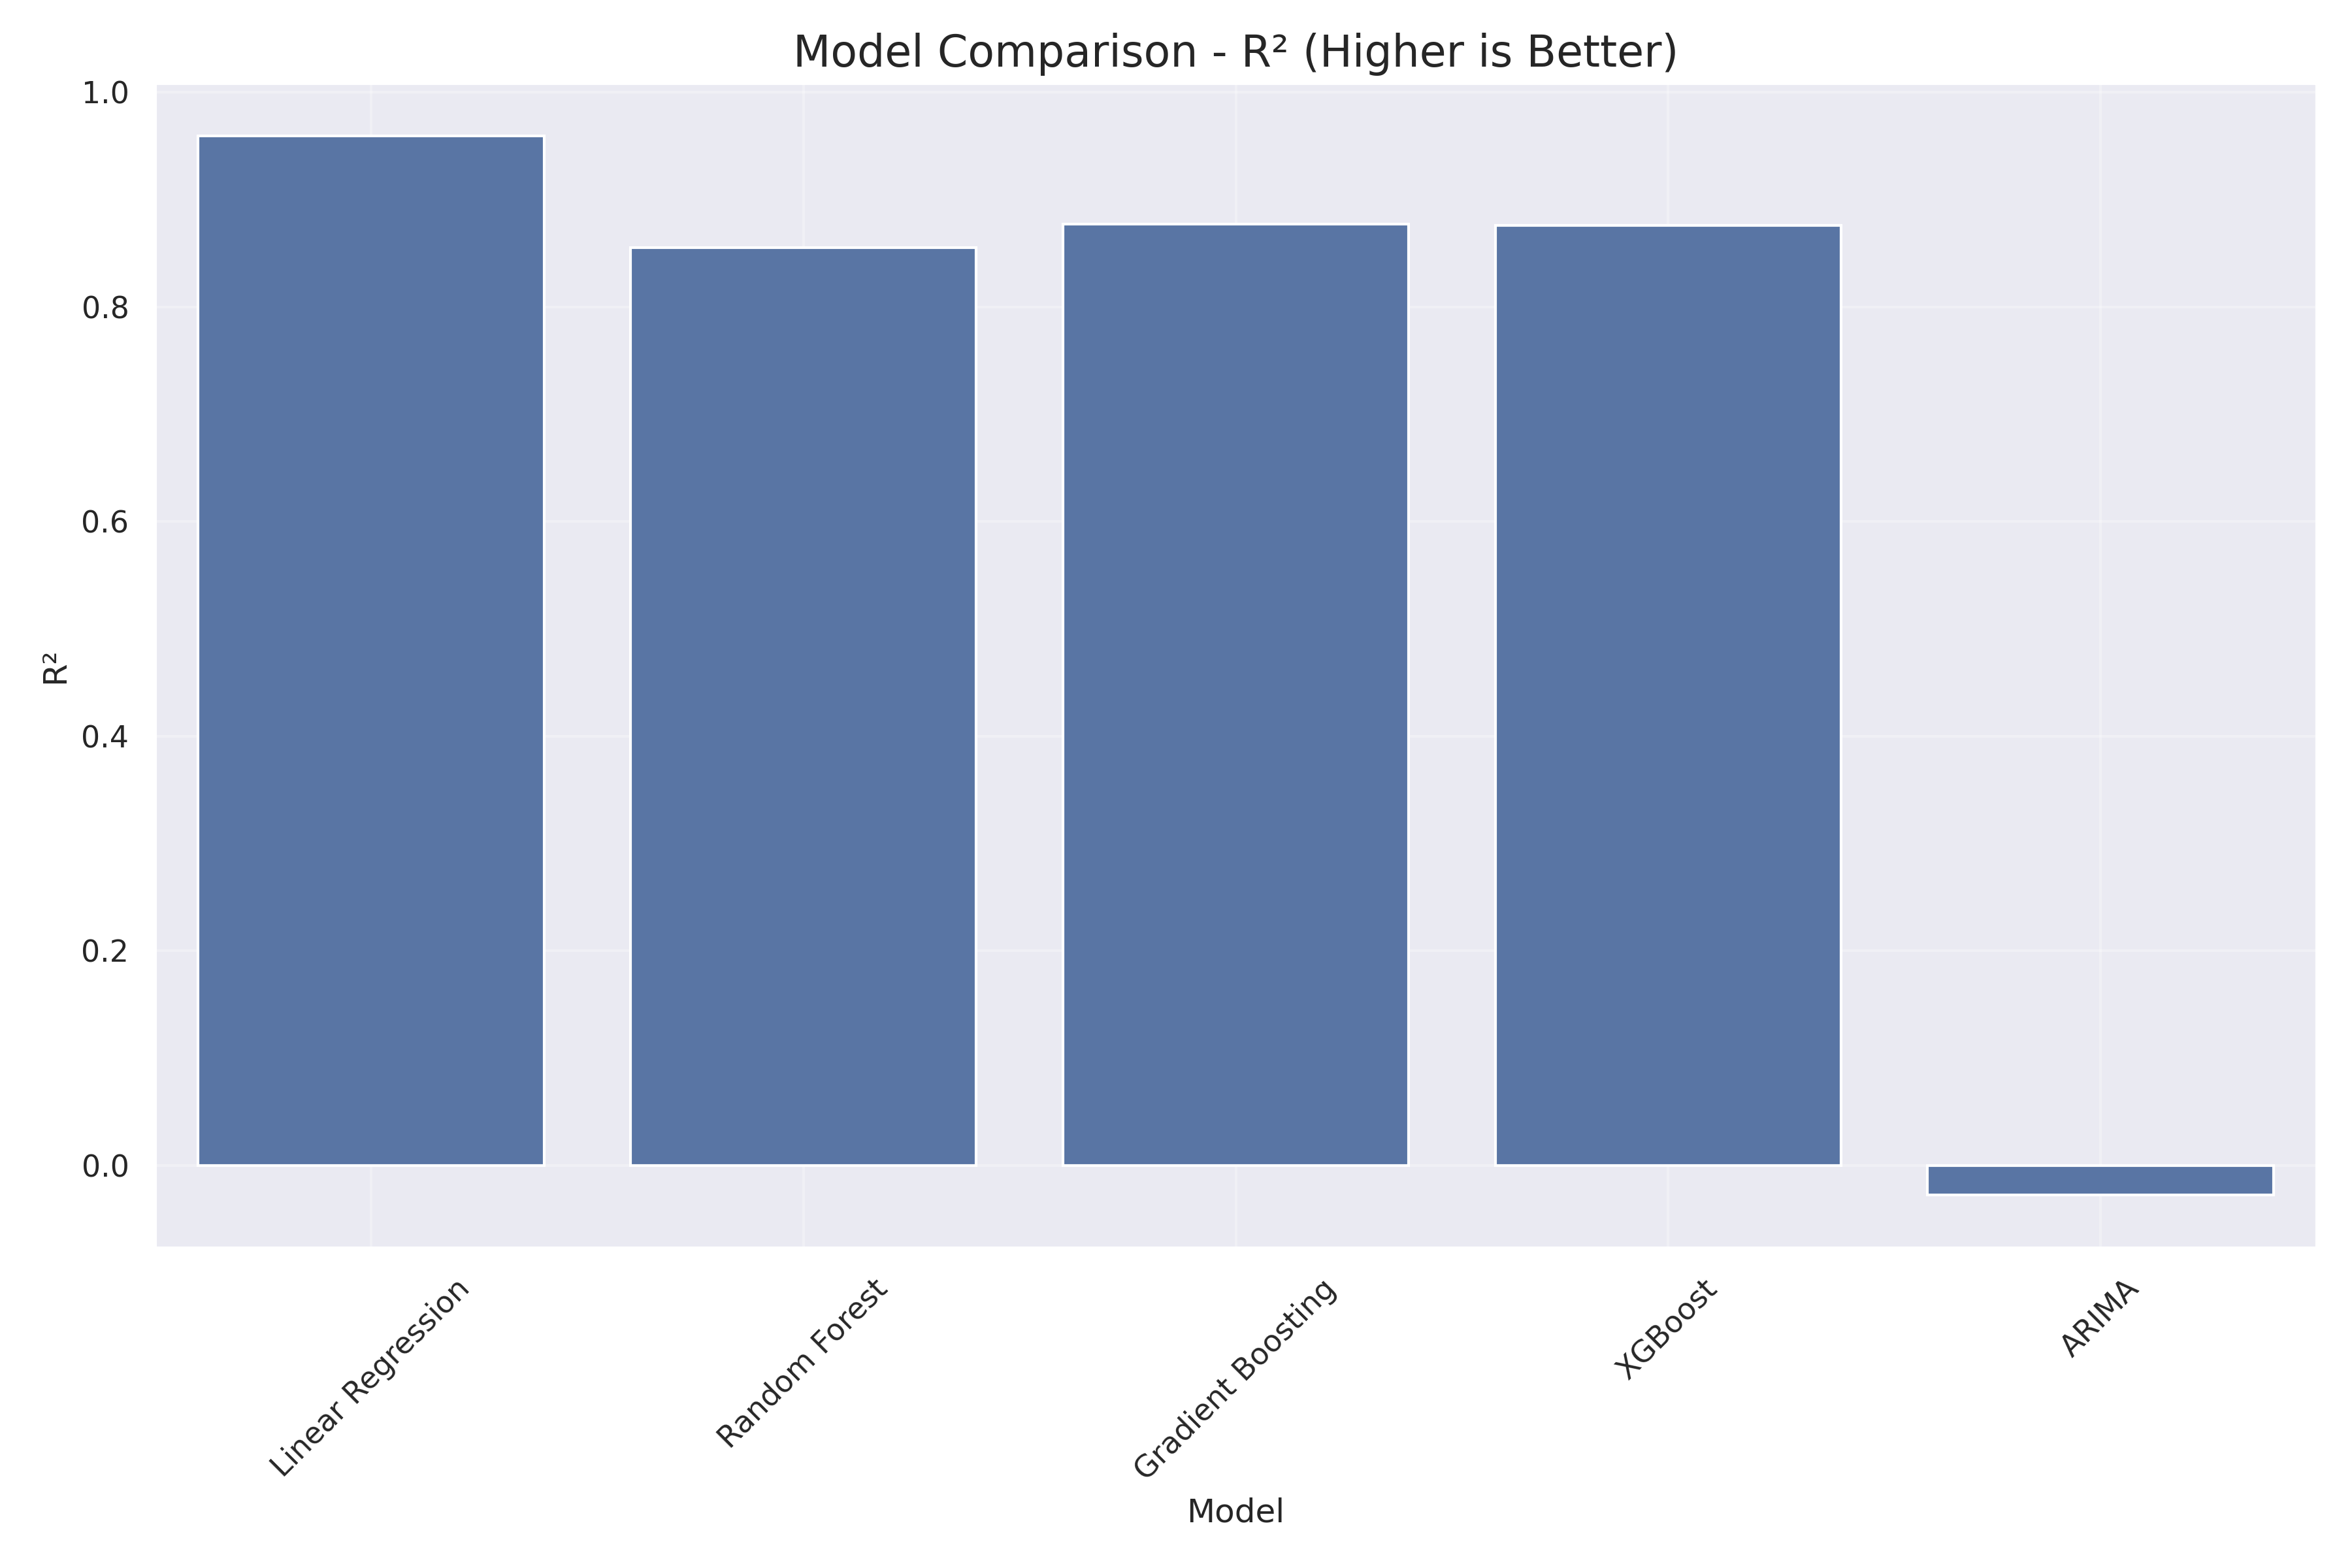 Model Comparison - R² (Higher is Better)
1.0
0.8
0.6
0.4
0.2
0.0
R²
Linear Regression
Random Forest
Gradient Boosting
XGBoost
ARIMA
Model